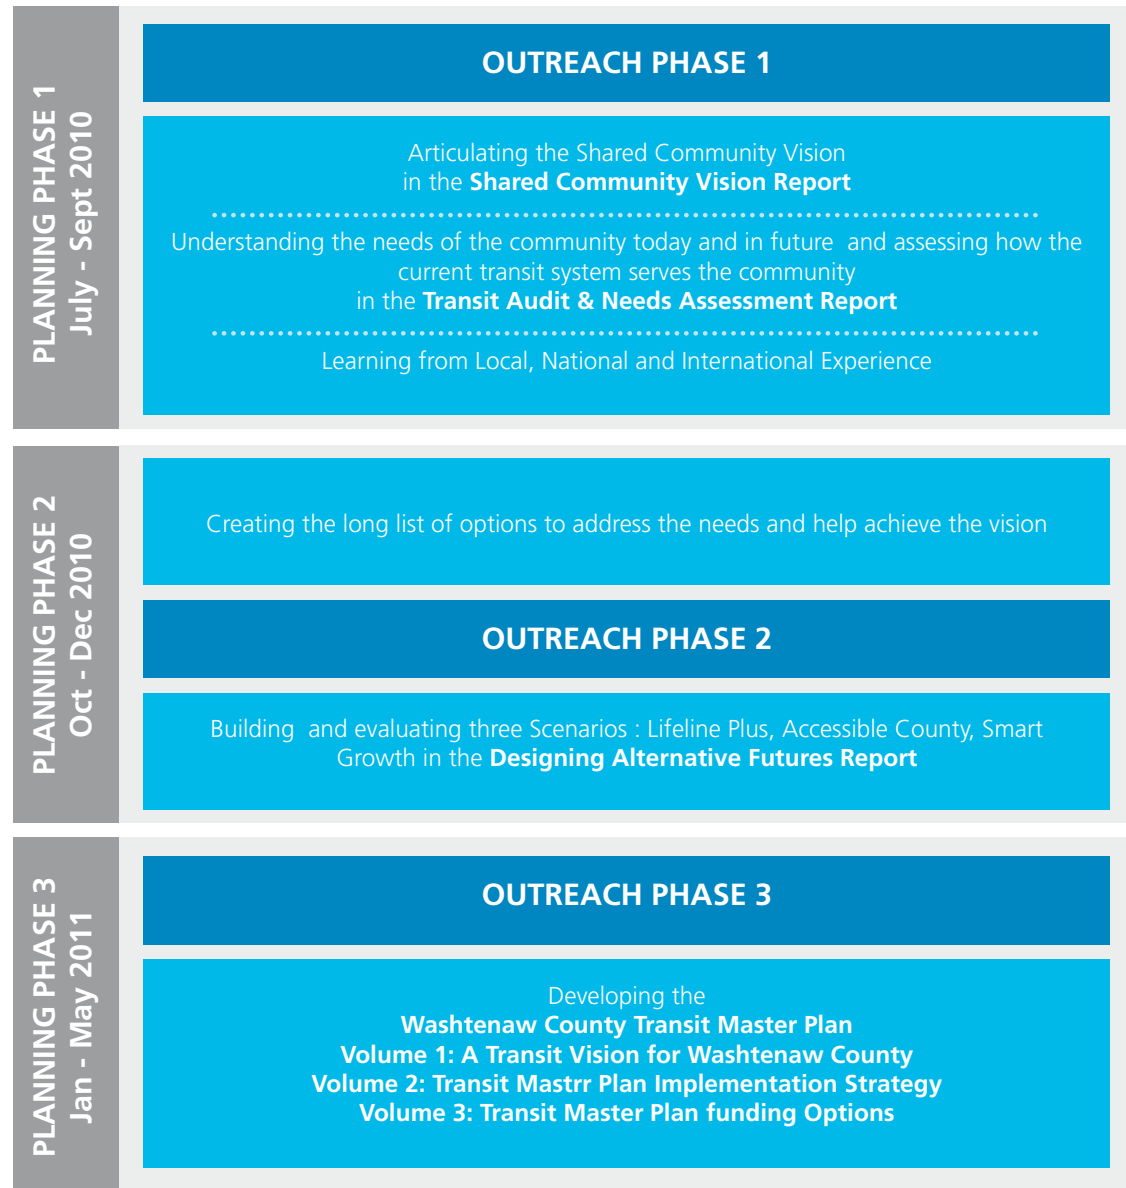 PLANNING PHASE 1
July - Sept 2010
OUTREACH PHASE 1
Articulating the Shared Community Vision
in the Shared Community Vision Report
Understanding the needs of the community today and in future and assessing how the
current transit system serves the community
in the Transit Audit & Needs Assessment Report
Learning from Local, National and International Experience
PLANNING PHASE 2
Oct - Dec 2010
Creating the long list of options to address the needs and help achieve the vision
OUTREACH PHASE 2
Building and evaluating three Scenarios : Lifeline Plus, Accessible County, Smart
Growth in the Designing Alternative Futures Report
PLANNING PHASE 3
Jan - May 2011
OUTREACH PHASE 3
Developing the
Washtenaw County Transit Master Plan
Volume 1: A Transit Vision for Washtenaw County
Volume 2: Transit Mastrr Plan Implementation Strategy
Volume 3: Transit Master Plan funding Options